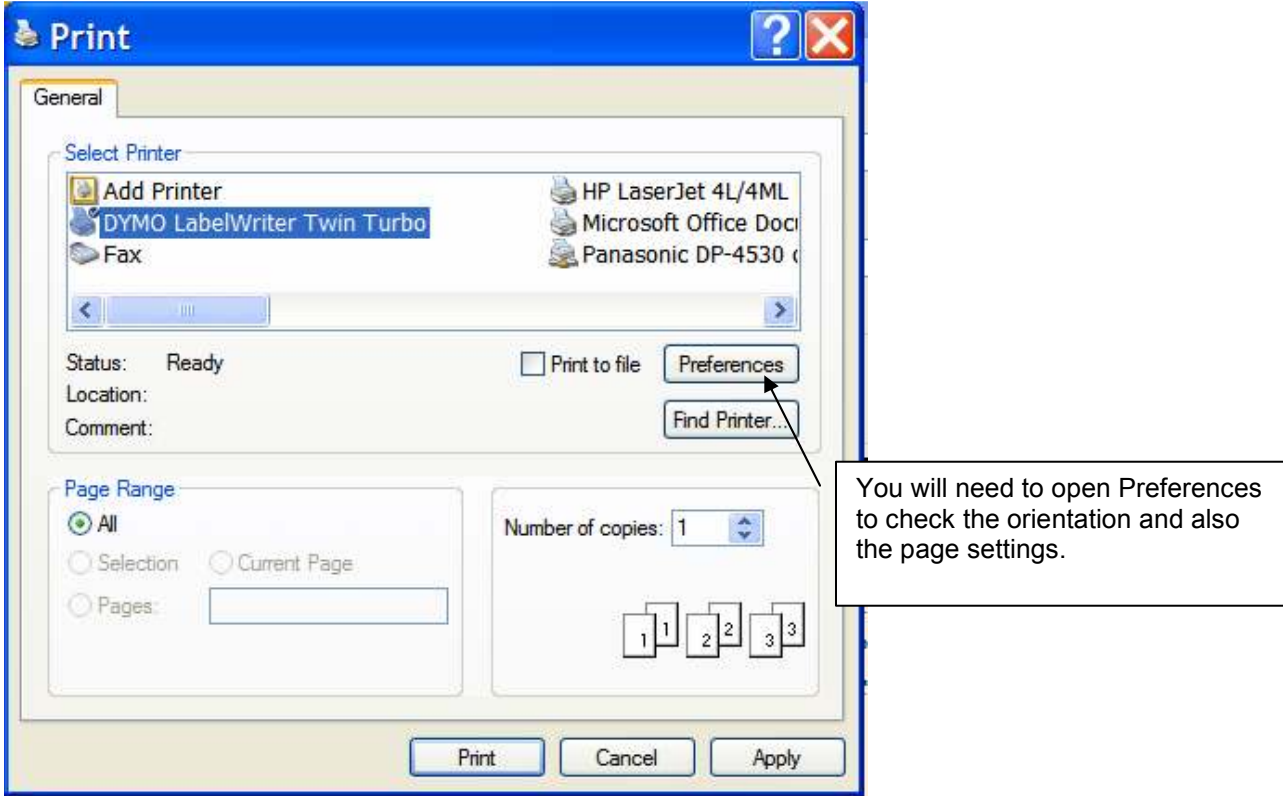 Print
General
Select Printer
Add Printer
HP LaserJet 4L/4ML
DYMO LabelWriter Twin Turbo
Microsoft Office Docu
Fax
Panasonic DP-4530
Status: Ready
Print to file
Preferences
Location:
Find Printer...
Comment:
You will need to open Preferences
to check the orientation and also
the page settings.
Page Range
All
Number of copies: 1
Selection
Current Page
Pages:
1 1 2 2 3 3
Print
Cancel
Apply